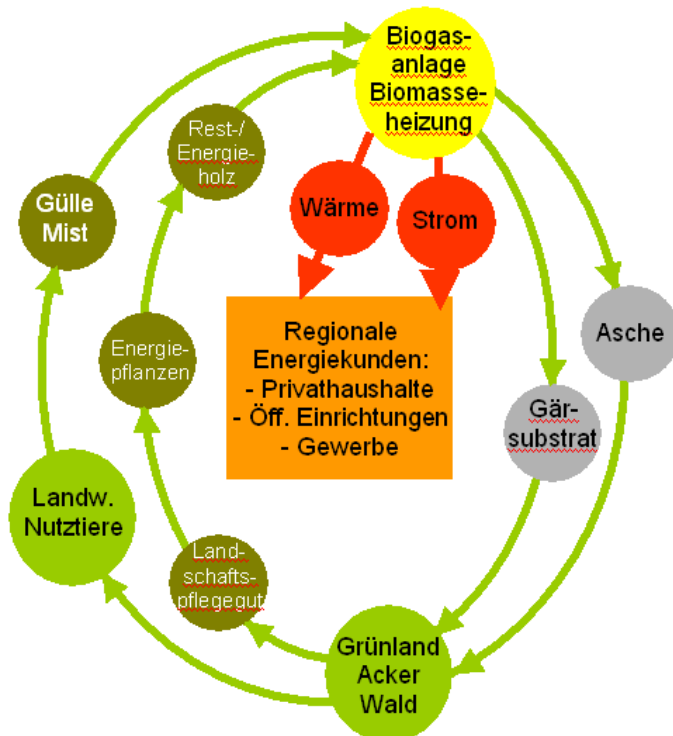 Biogas-
anlage
Biomasse-
heizung
Rest-/
Energie-
holz
Wärme
Strom
Gülle
Mist
Energie-
pflanzen
Regionale
Energiekunden:
- Privathaushalte
- Öff. Einrichtungen
- Gewerbe
Asche
Gär-
substrat
Landw.
Nutztiere
Land-
schafts-
pflegegut
Grünland
Acker
Wald